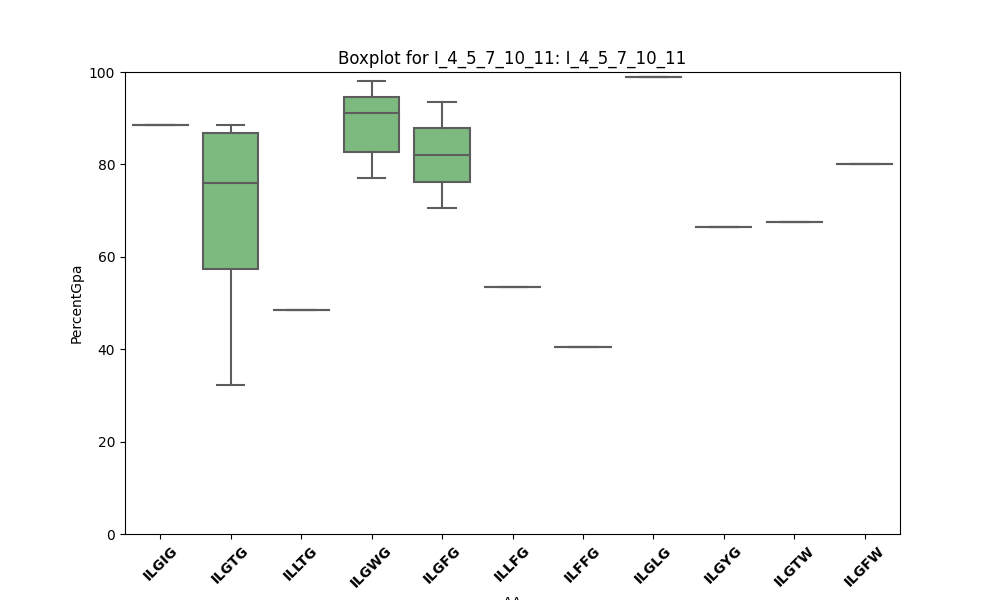 Boxplot for I_4_5_7_10_11: I_4_5_7_10_11
100
80
60
40
20
0
PercentGpa
ILGIG
ILGTG
ILLTG
ILGWG
ILGFG
ILLFG
ILFFG
ILGLG
ILGYG
ILGTW
ILGFW